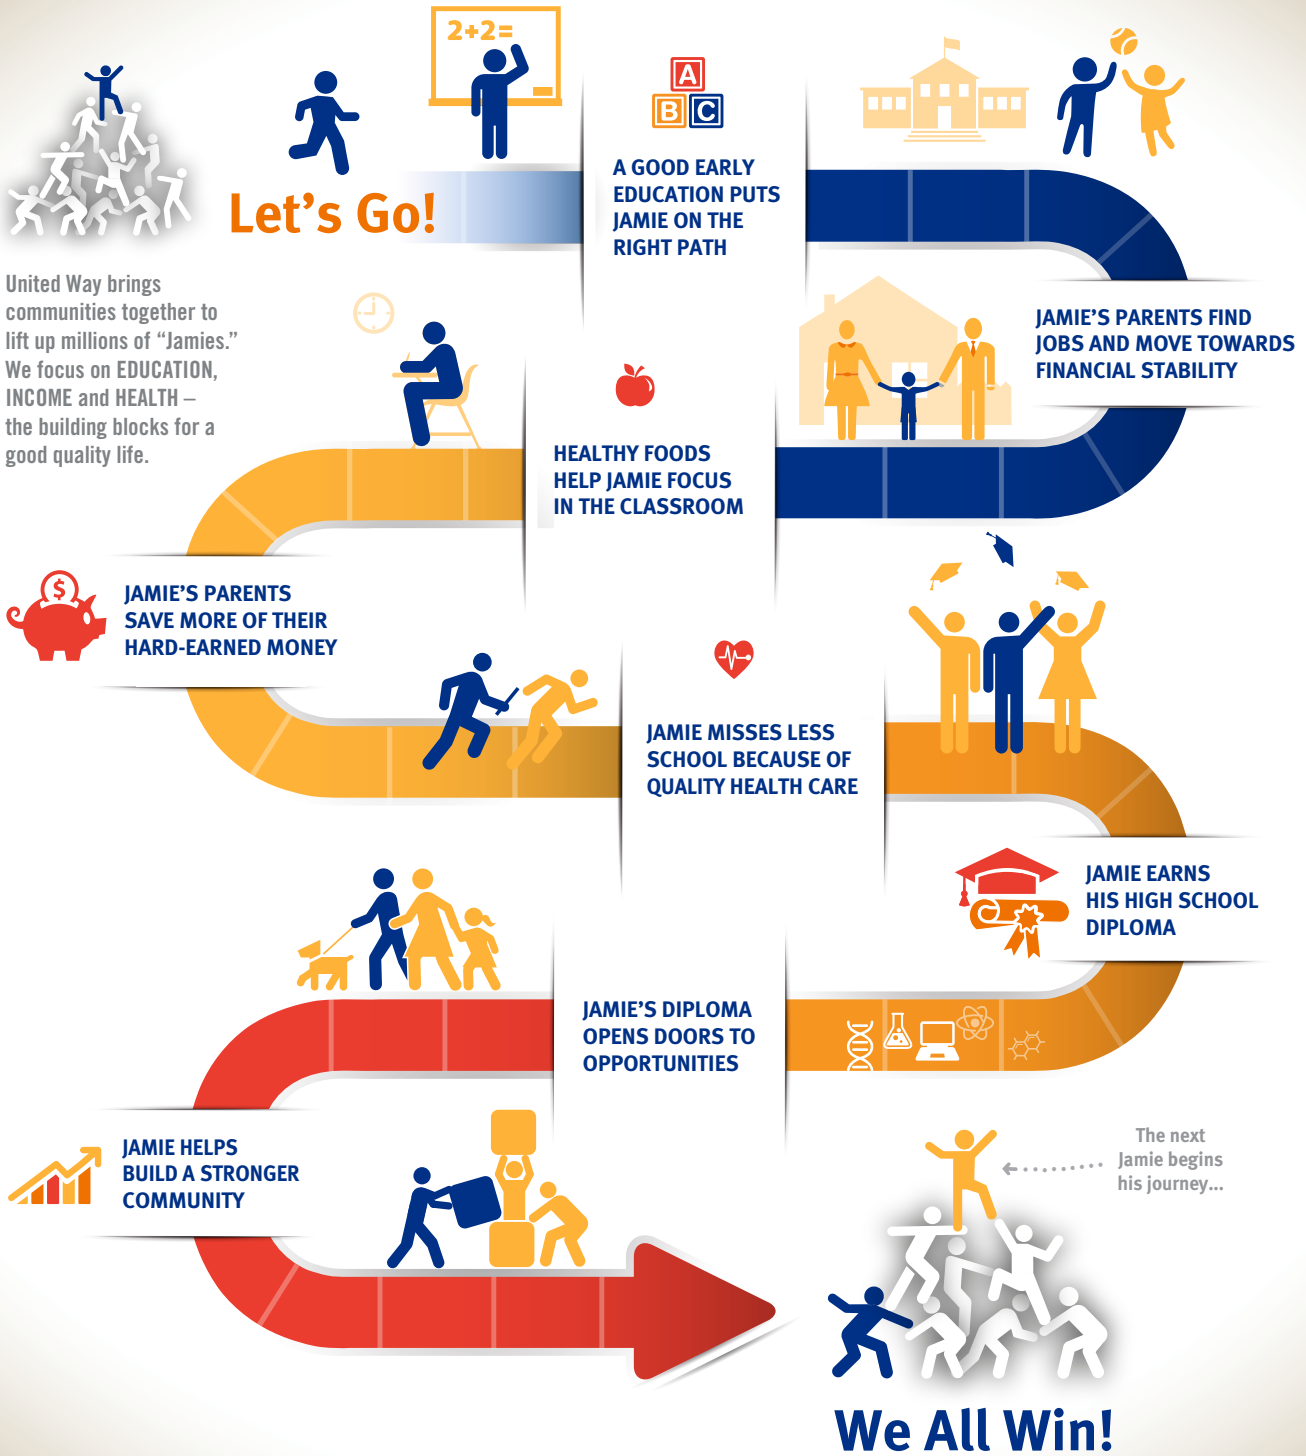 2+2=
A
B C
Let's Go!
A GOOD EARLY
EDUCATION PUTS
JAMIE ON THE
RIGHT PATH
United Way brings
communities together to
lift up millions of “Jamies.”
We focus on EDUCATION,
INCOME and HEALTH –
the building blocks for a
good quality life.
JAMIE’S PARENTS FIND
JOBS AND MOVE TOWARDS
FINANCIAL STABILITY
HEALTHY FOODS
HELP JAMIE FOCUS
IN THE CLASSROOM
$
JAMIE’S PARENTS
SAVE MORE OF THEIR
HARD-EARNED MONEY
JAMIE MISSES LESS
SCHOOL BECAUSE OF
QUALITY HEALTH CARE
JAMIE EARNS
HIS HIGH SCHOOL
DIPLOMA
JAMIE’S DIPLOMA
OPENS DOORS TO
OPPORTUNITIES
JAMIE HELPS
BUILD A STRONGER
COMMUNITY
The next
Jamie begins
his journey...
We All Win!